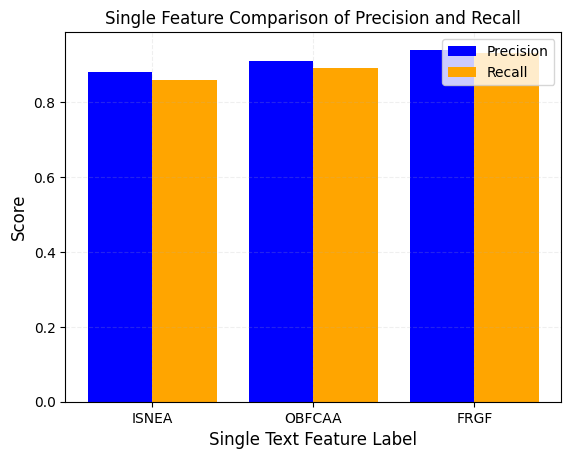 Single Feature Comparison of Precision and Recall
Precision
Recall
0.8
0.6
0.4
0.2
0.0
Score
ISNEA
OBFCAA
FRGF
Single Text Feature Label